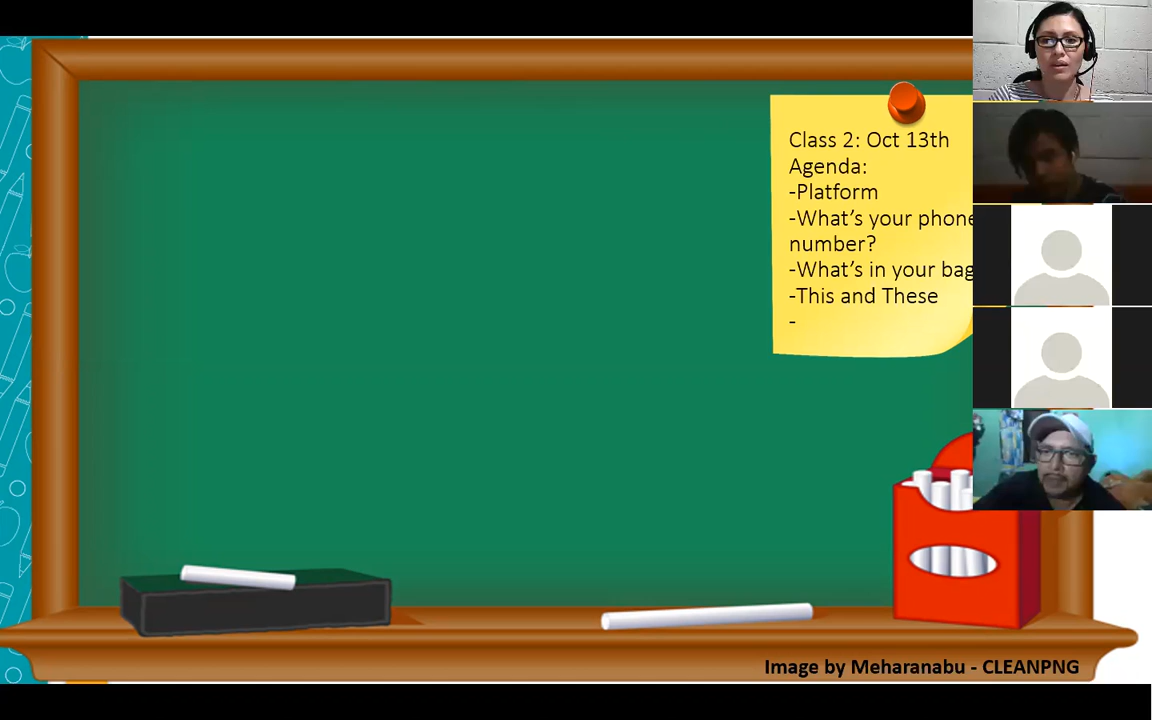 Class 2: Oct 13th
Agenda:
-Platform
-What's your phone
number?
-What's in your bag
-This and These
-
Image by Meharanabu - CLEANPNG